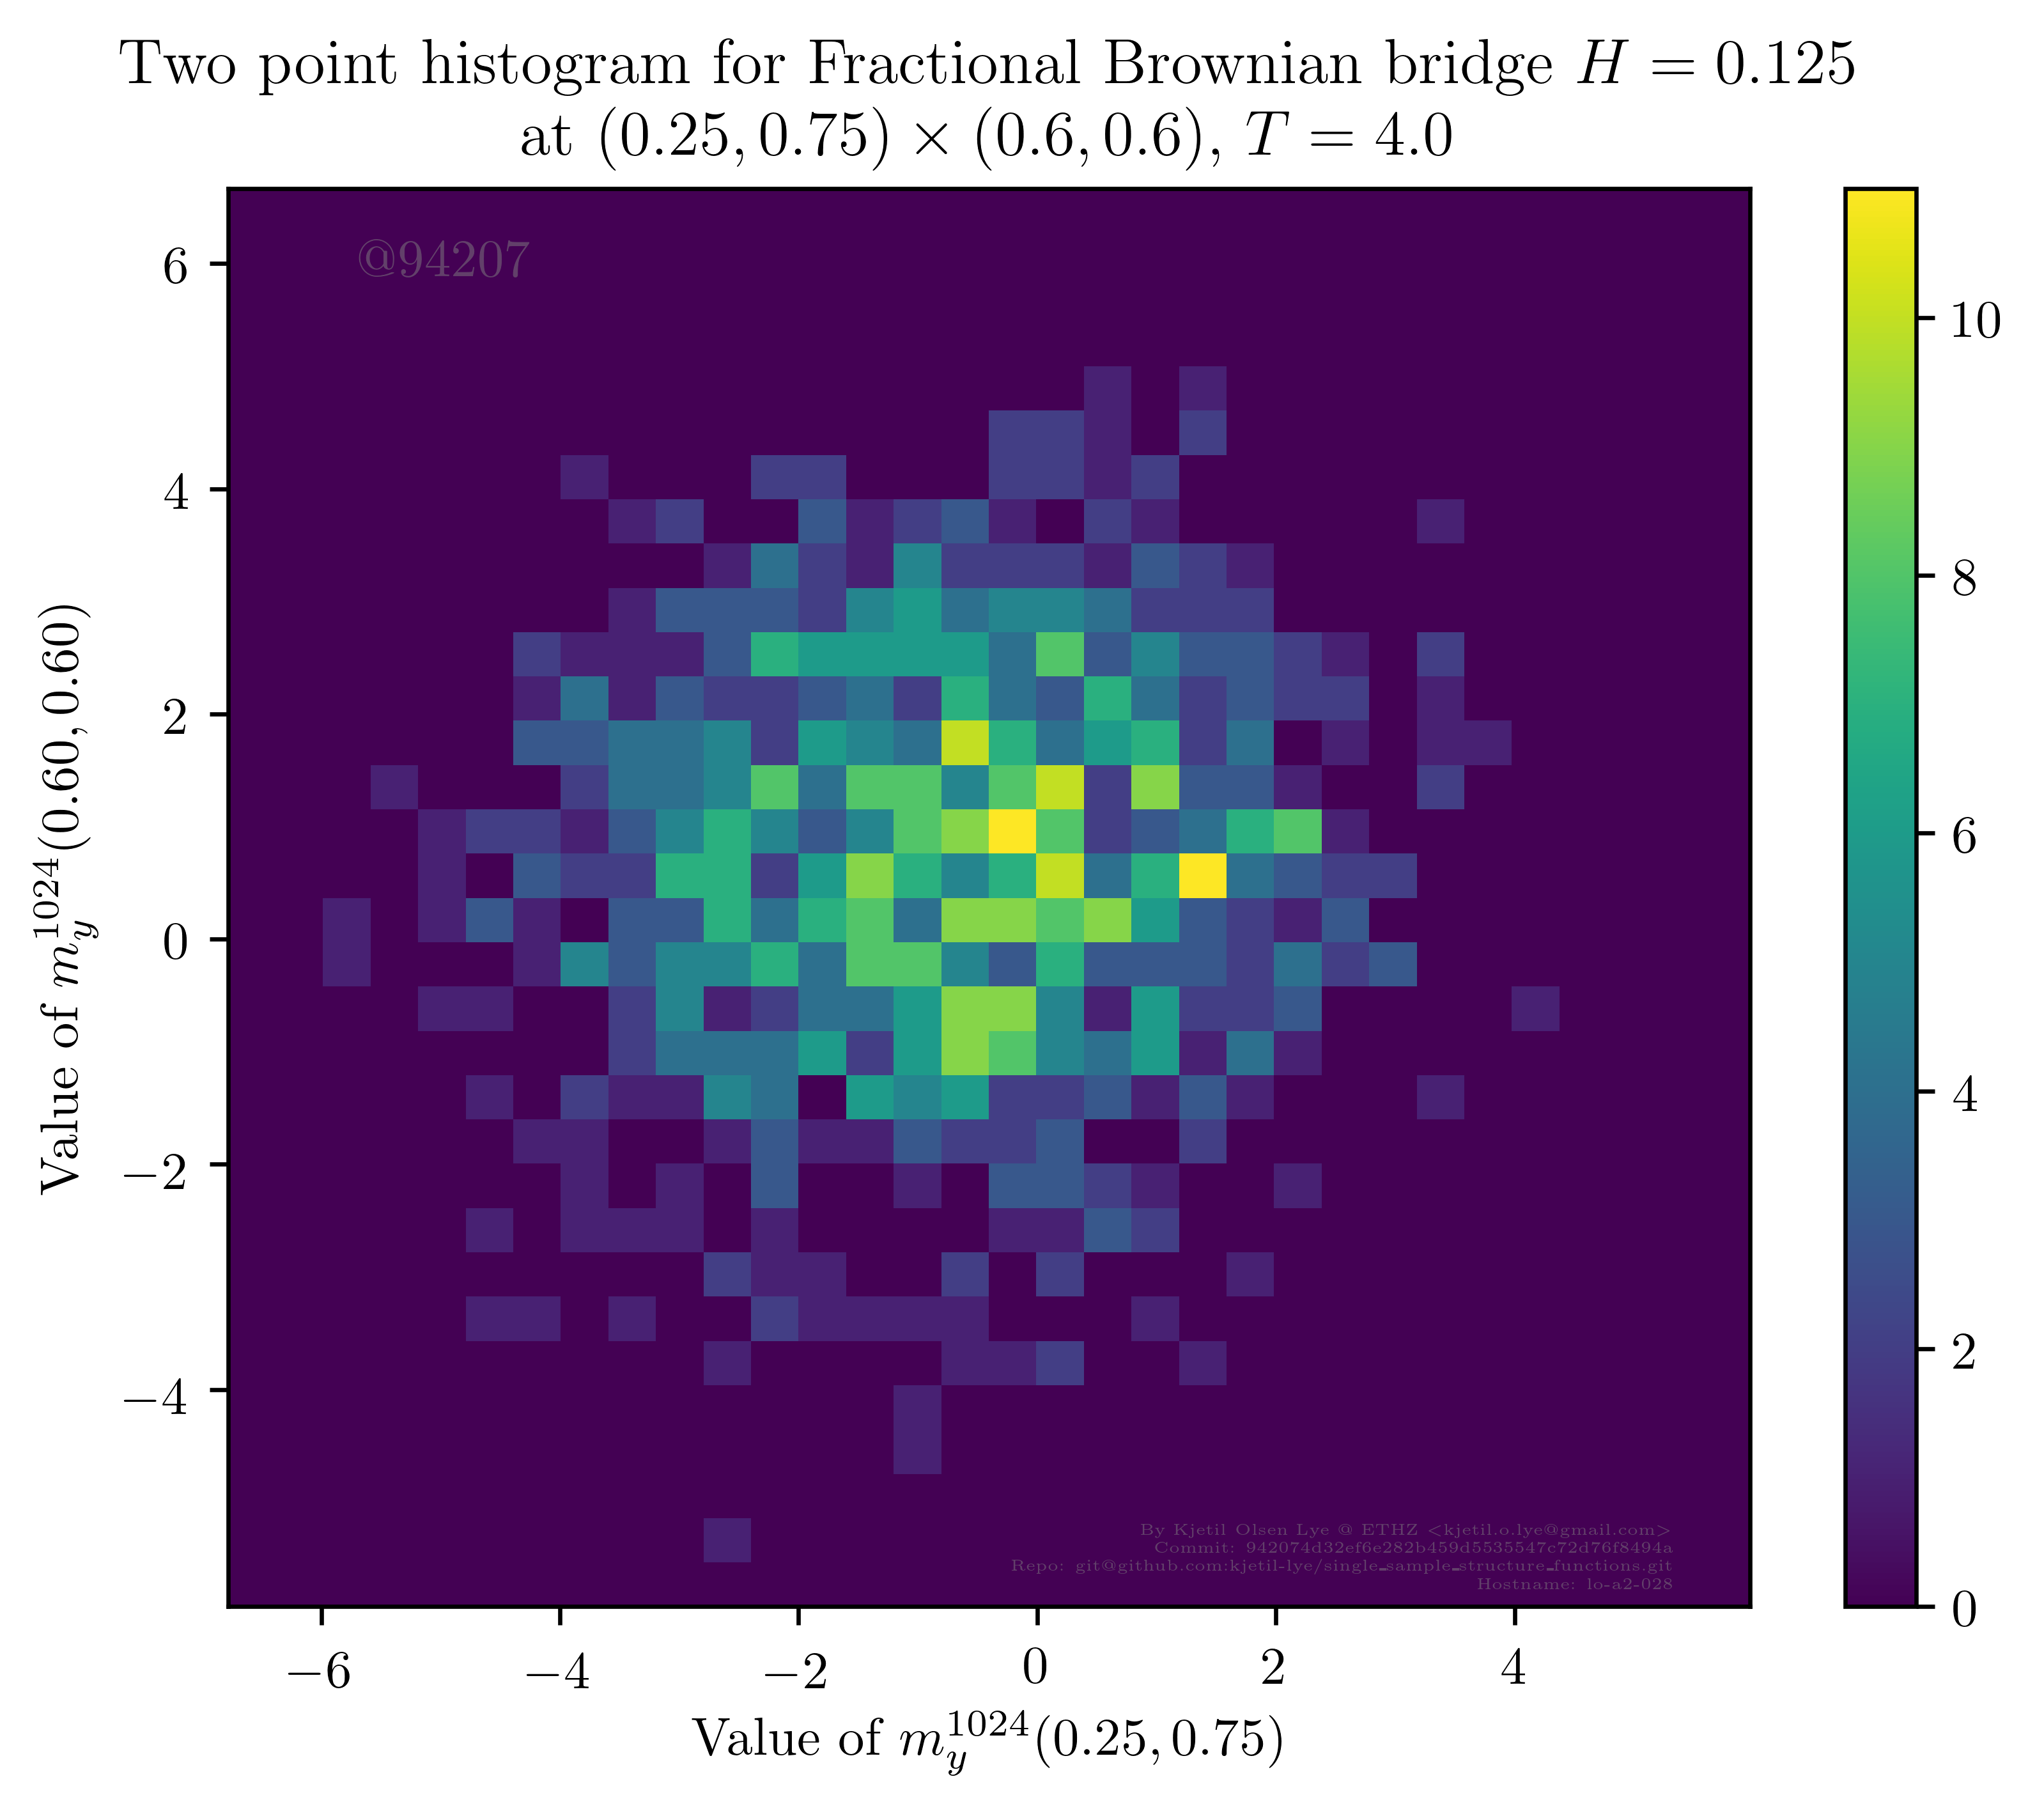 Two point histogram for Fractional Brownian bridge H = 0.125
at (0.25, 0.75) × (0.6, 0.6), T = 4.0
@94207
6
4
2
0
−2
−4
Value of m_y^{1024}(0.60, 0.60)
10
8
6
4
2
0
By Kjetil Olsen Lye @ ETHZ <kjetil.o.lye@gmail.com>
Commit: 942074d32ef6e282b459d5535547c72d76f8494a
Repo: git@github.com:kjetil-lye/single_sample_structure_functions.git
Hostname: lo-a2-028
−6
−4
−2
0
2
4
Value of m_y^{1024}(0.25, 0.75)